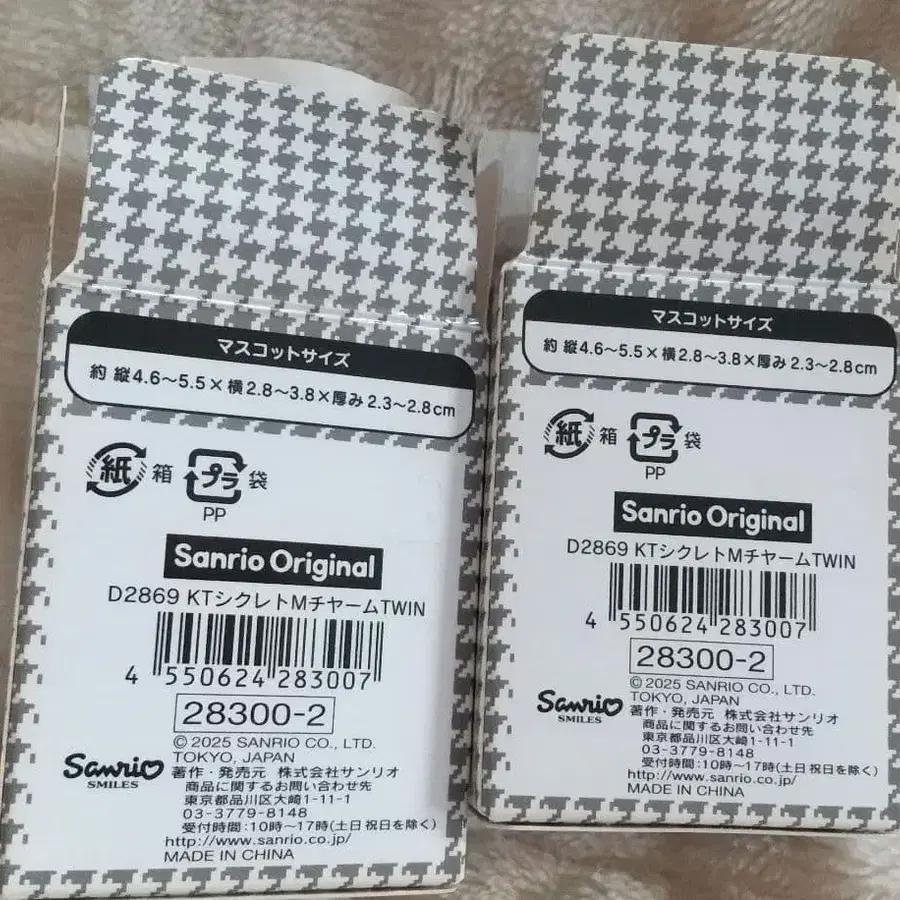 マスコットサイズ
約 縦4.6～5.5×横2.8～3.8×厚み2.3～2.8cm
紙 箱 プラ 袋
PP
Sanrio Original
D2869 KTシクレトMチヤームTWIN
4 550624 283007
28300-2
© 2025 SANRIO CO., LTD.
TOKYO, JAPAN
Sanrio
SMILES
著作・発売元 株式会社サンリオ
商品に関するお問い合わせ先
東京都品川区大崎1-11-1
03-3779-8148
受付時間:10時～17時(土日祝日を除く)
http://www.sanrio.co.jp/
MADE IN CHINA
マスコットサイズ
約 縦4.6～5.5×横2.8～3.8×厚み2.3～2.8cm
紙 箱 プラ 袋
PP
Sanrio Original
D2869 KTシクレトMチヤームTWIN
4 550624 283007
28300-2
© 2025 SANRIO CO., LTD.
TOKYO, JAPAN
Sanrio
SMILES
著作・発売元 株式会社サンリオ
商品に関するお問い合わせ先
東京都品川区大崎1-11-1
03-3779-8148
受付時間:10時～17時(土日祝日を除く)
http://www.sanrio.co.jp/
MADE IN CHINA